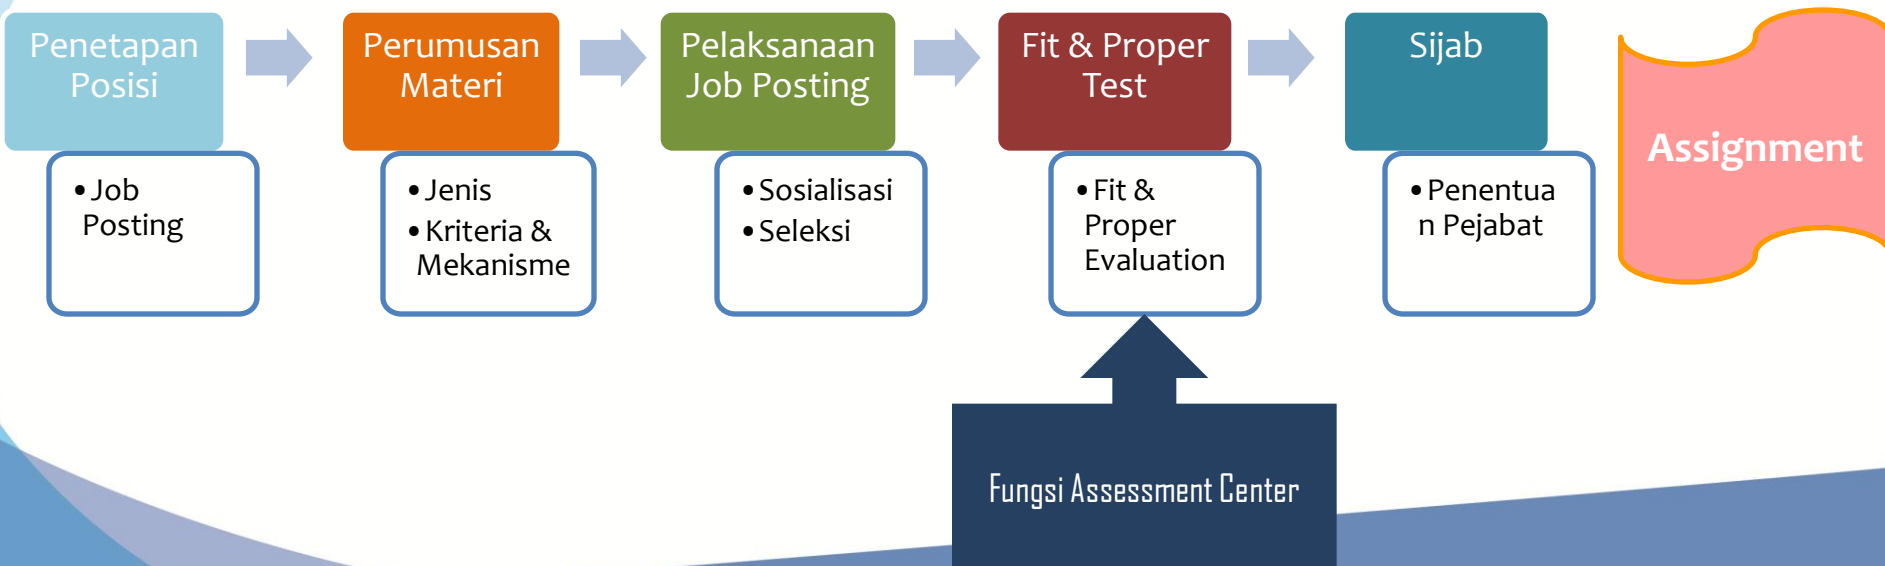 Penetapan
Posisi
• Job
Posting
Perumusan
Materi
• Jenis
• Kriteria &
Mekanisme
Pelaksanaan
Job Posting
• Sosialisasi
• Seleksi
Fit & Proper
Test
• Fit &
Proper
Evaluation
Sijab
• Penentua
n Pejabat
Assignment
Fungsi Assessment Center